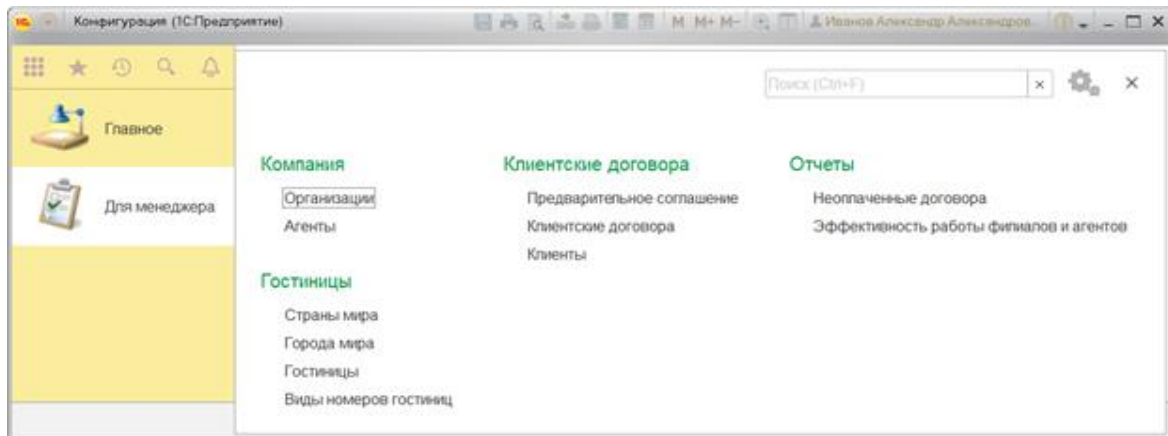 Конфигурация (1С:Предприятие)
M M+ M-
Иванов Александр Александров...
Поиск (Ctrl+F)
Главное
Для менеджера
Компания
Организации
Агенты
Гостиницы
Страны мира
Города мира
Гостиницы
Виды номеров гостиниц
Клиентские договора
Предварительное соглашение
Клиентские договора
Клиенты
Отчеты
Неоплаченные договора
Эффективность работы филиалов и агентов